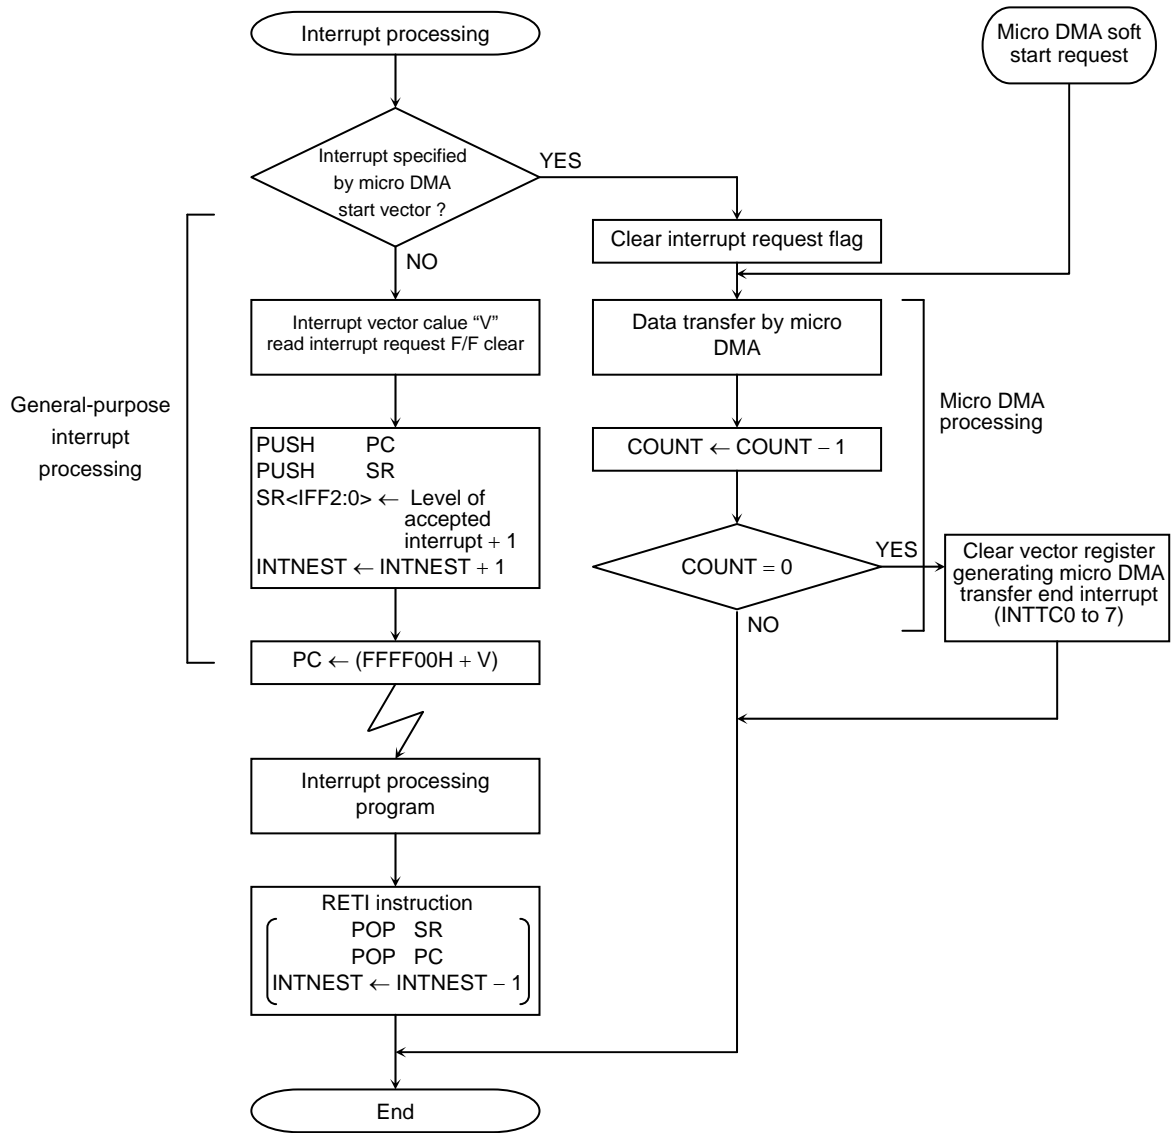 Interrupt processing
Micro DMA soft
start request
Interrupt specified
by micro DMA
start vector ?
YES
NO
Clear interrupt request flag
Interrupt vector calue “V”
read interrupt request F/F clear
Data transfer by micro
DMA
General-purpose
interrupt
processing
Micro DMA
processing
PUSH PC
PUSH SR
SR<IFF2:0> ← Level of
accepted
interrupt + 1
INTNEST ← INTNEST + 1
COUNT ← COUNT − 1
COUNT = 0
YES
NO
Clear vector register
generating micro DMA
transfer end interrupt
(INTTC0 to 7)
PC ← (FFFF00H + V)
Interrupt processing
program
RETI instruction
POP SR
POP PC
INTNEST ← INTNEST − 1
End